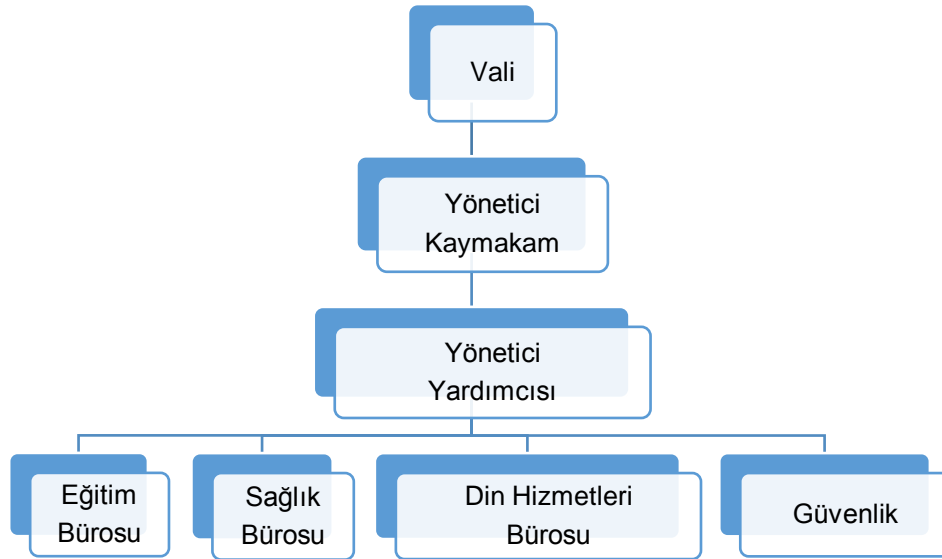 Vali
Yönetici
Kaymakam
Yönetici
Yardımcısı
Eğitim
Bürosu
Sağlık
Bürosu
Din Hizmetleri
Bürosu
Güvenlik